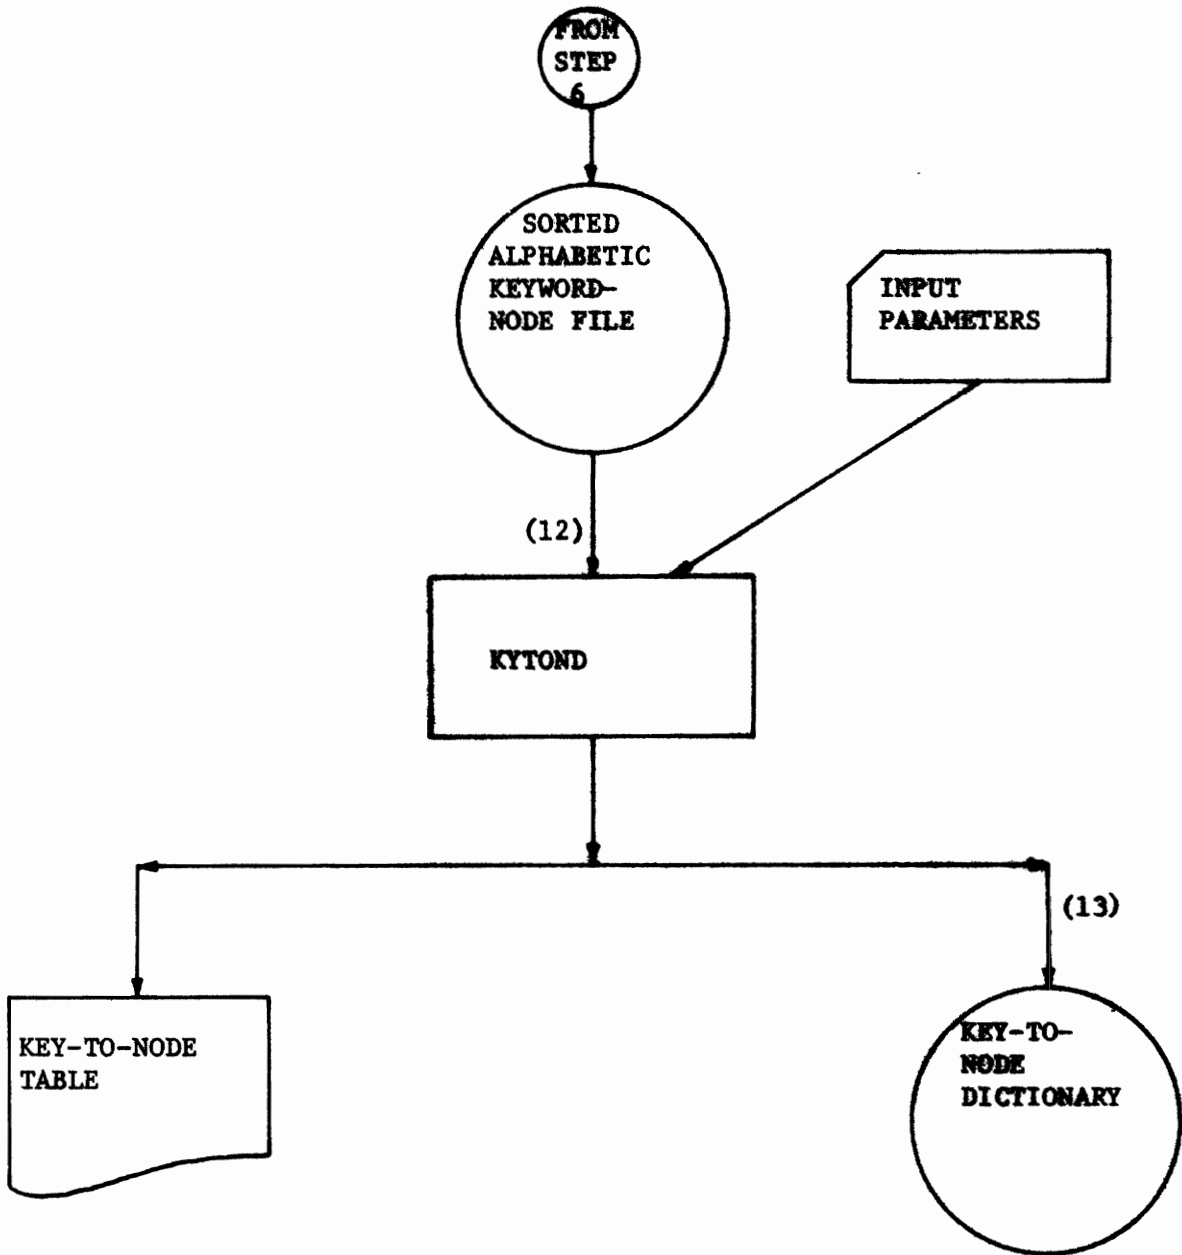 FROM
STEP
6
SORTED
ALPHABETIC
KEYWORD-
NODE FILE
INPUT
PARAMETERS
(12)
KYTOND
(13)
KEY-TO-NODE
TABLE
KEY-TO-
NODE
DICTIONARY